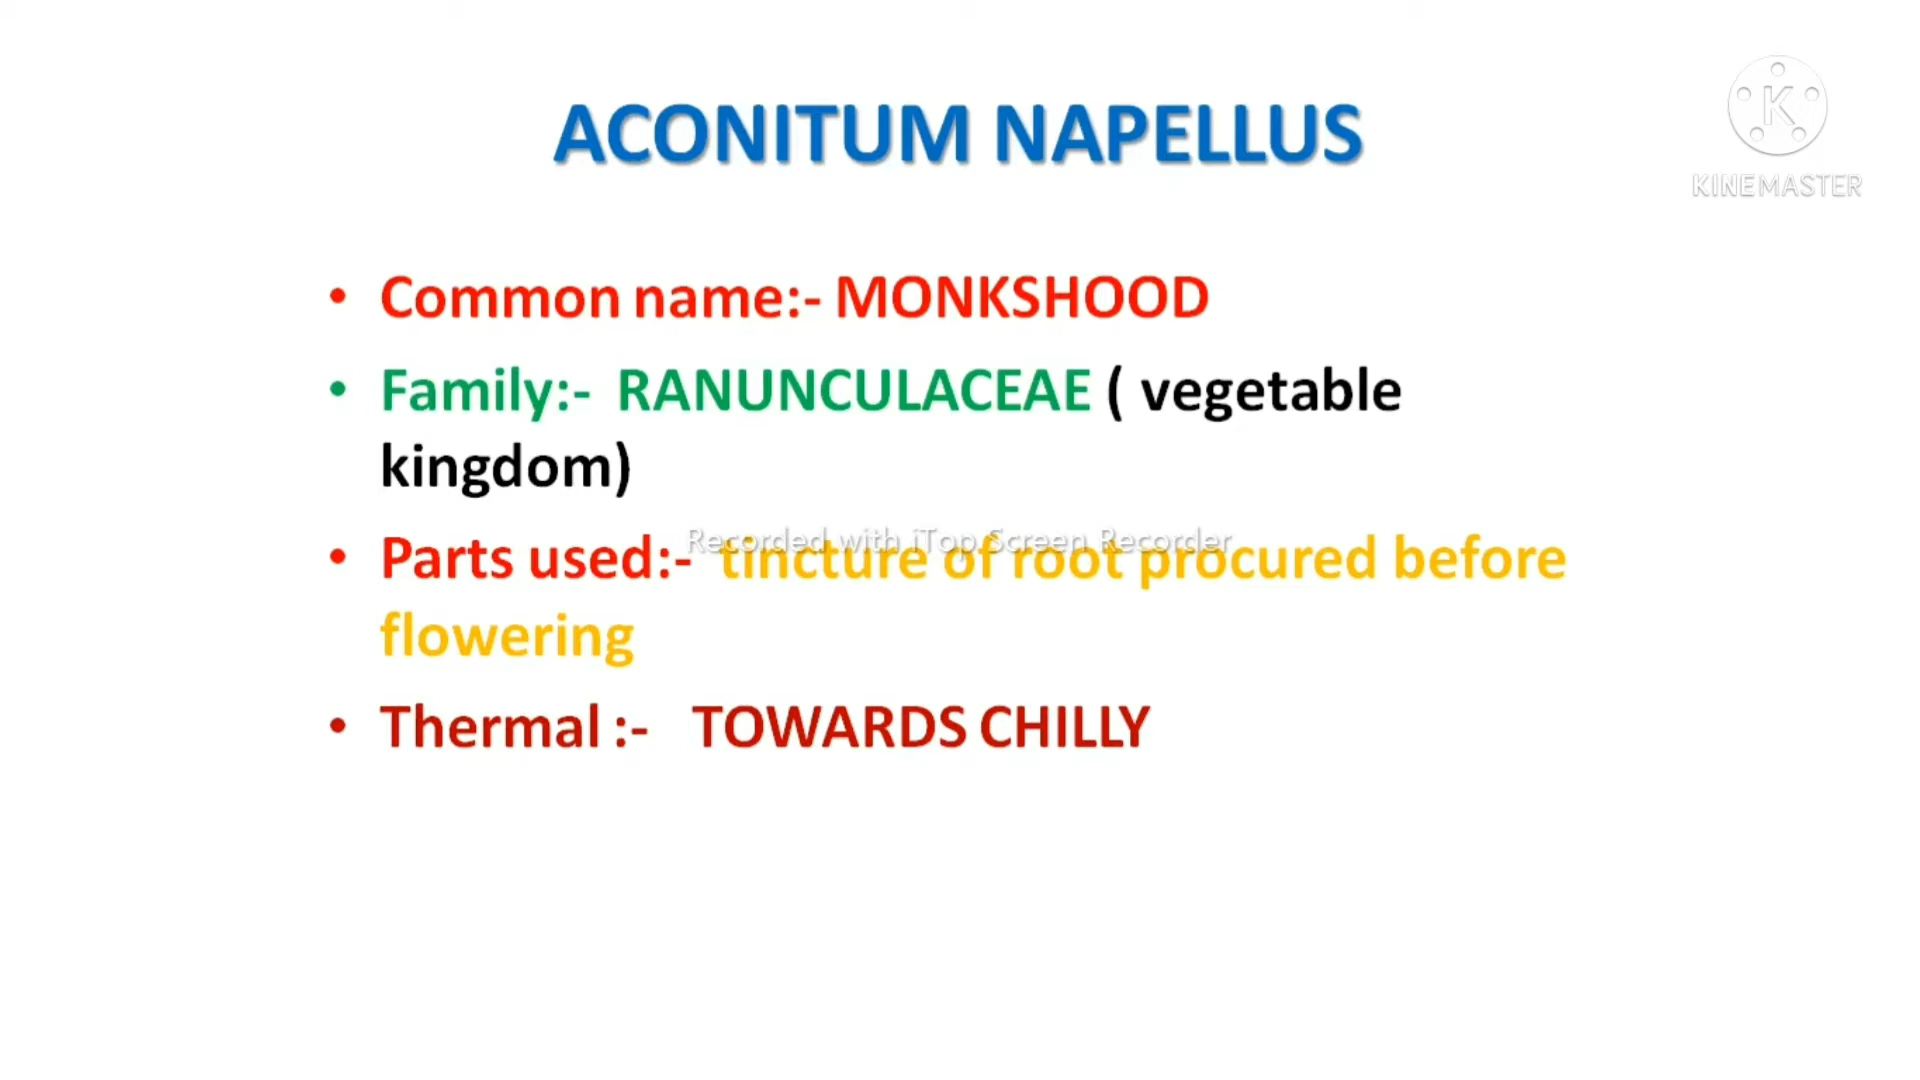 ACONITUM NAPELLUS
K
KINEMASTER
• Common name:- MONKSHOOD
• Family:- RANUNCULACEAE ( vegetable
kingdom)
Recorded with iTop Screen Recorder
• Parts used:- tincture of root procured before
flowering
• Thermal :- TOWARDS CHILLY